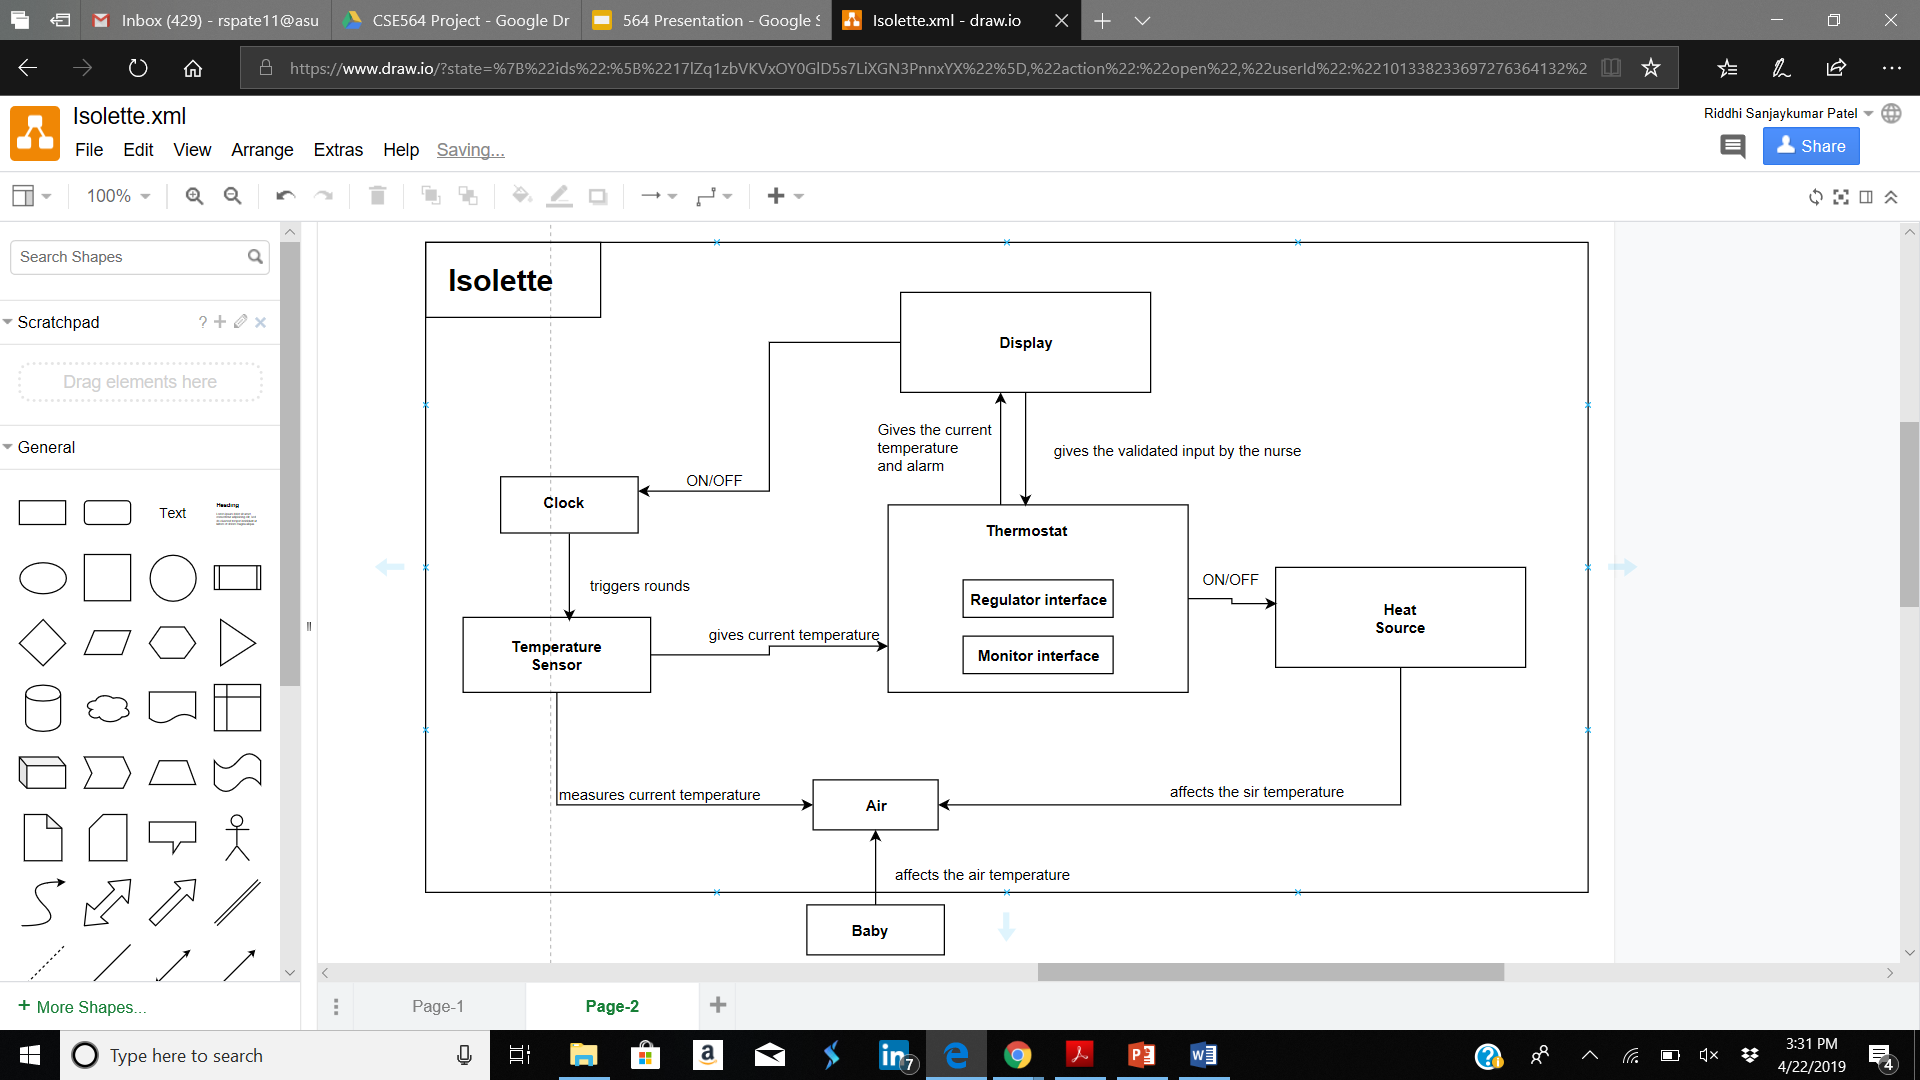 Inbox (429) - rspate11@asu
CSE564 Project - Google Dr
564 Presentation - Google S
Isolette.xml - draw.io
https://www.draw.io/?state=%7B%22ids%22:%5B%2217lZq1zbVKVxOY0GlD5s7LiXGN3PnnxYX%22%5D,%22action%22:%22open%22,%22userId%22:%22101338233697276364132%2
Isolette.xml
Riddhi Sanjaykumar Patel
File Edit View Arrange Extras Help Saving...
Share
100%
Search Shapes
Scratchpad
?
Drag elements here
General
Text
Heading
More Shapes...
Isolette
Display
Gives the current
temperature
and alarm
gives the validated input by the nurse
ON/OFF
Clock
Thermostat
triggers rounds
ON/OFF
Regulator interface
Heat
Source
gives current temperature
Temperature
Sensor
Monitor interface
measures current temperature
Air
affects the sir temperature
affects the air temperature
Baby
Page-1
Page-2
Type here to search
7
3:31 PM
4/22/2019
4